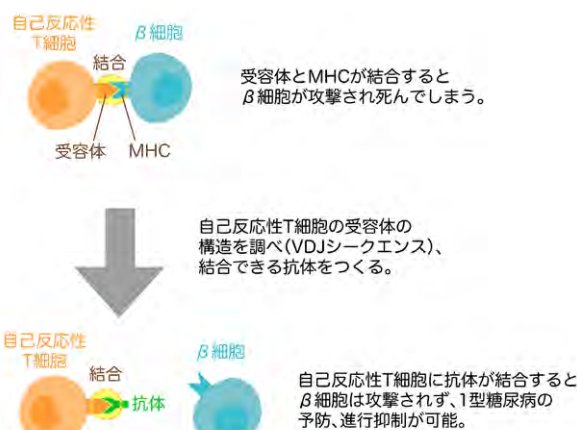 自己反応性
T細胞
β細胞
結合
受容体とMHCが結合すると
β細胞が攻撃され死んでしまう。
受容体
MHC
自己反応性T細胞の受容体の
構造を調べ(VDJシークエンス)、
結合できる抗体をつくる。
自己反応性
T細胞
β細胞
結合
抗体
自己反応性T細胞に抗体が結合すると
β細胞は攻撃されず、1型糖尿病の
予防、進行抑制が可能。